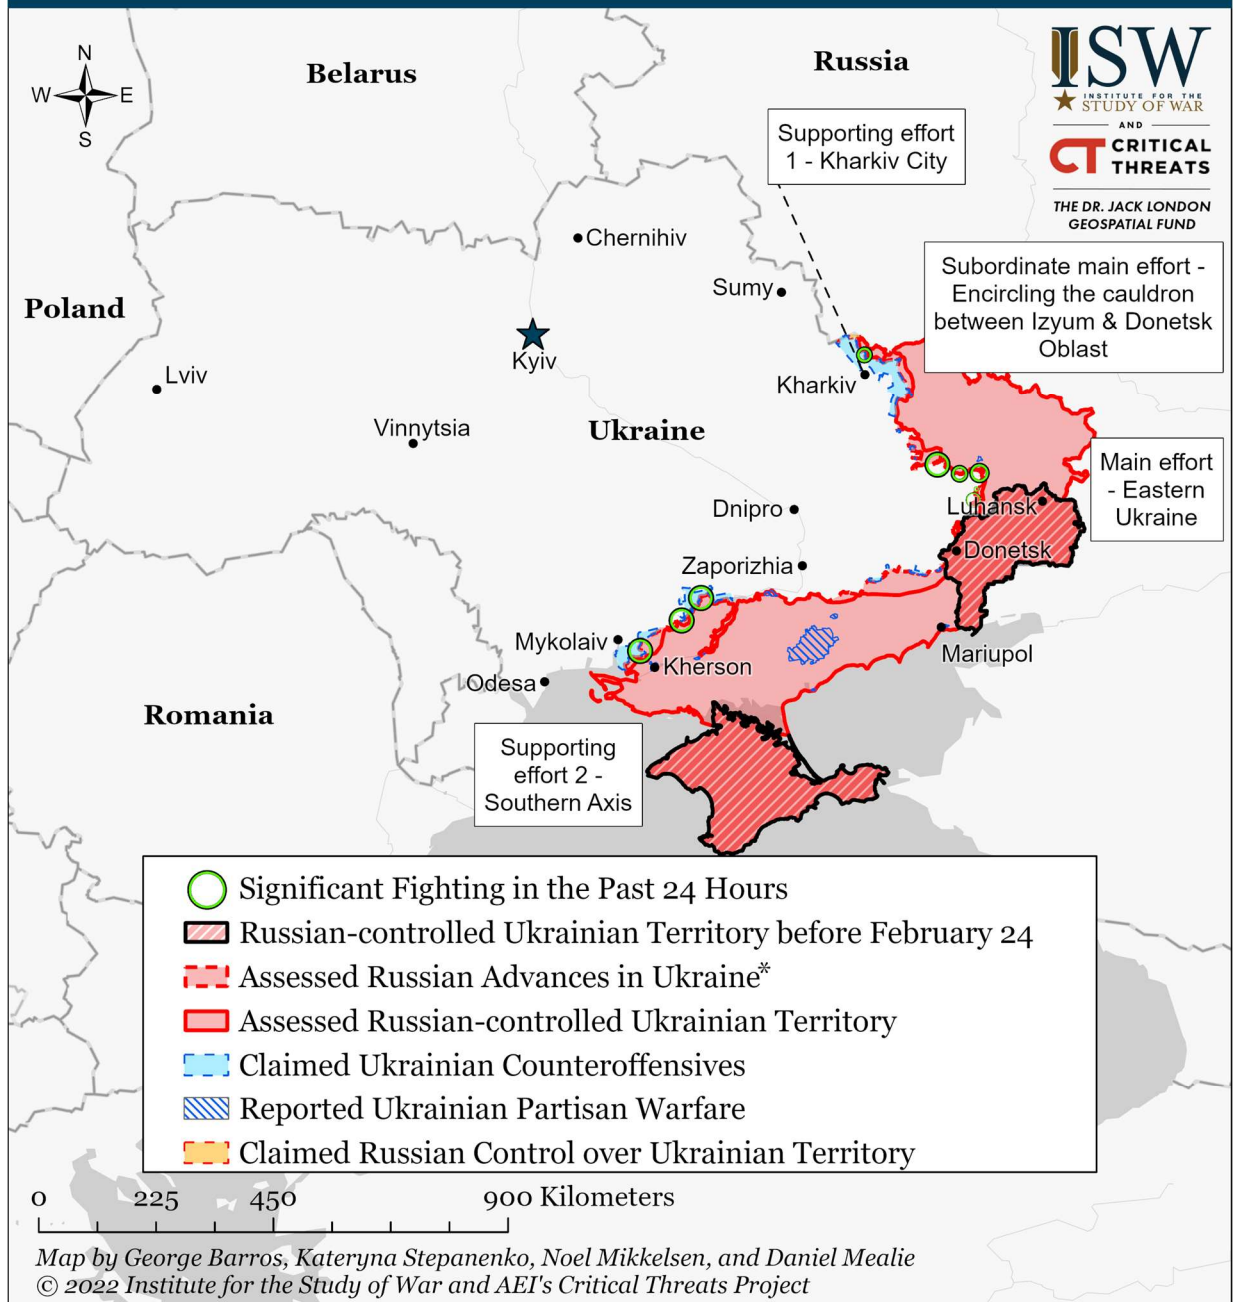 N
W E
S
Belarus
Russia
ISW
INSTITUTE FOR THE
STUDY OF WAR
AND
CT CRITICAL
THREATS
THE DR. JACK LONDON
GEOSPATIAL FUND
Supporting effort
1 - Kharkiv City
Chernihiv
Subordinate main effort -
Encircling the cauldron
between Izyum & Donetsk
Oblast
Sumy
Poland
Kyiv
Lviv
Kharkiv
Vinnytsia
Ukraine
Main effort
- Eastern
Ukraine
Luhansk
Dnipro
Donetsk
Zaporizhia
Mykolaiv
Mariupol
Kherson
Odesa
Romania
Supporting
effort 2 -
Southern Axis
Significant Fighting in the Past 24 Hours
Russian-controlled Ukrainian Territory before February 24
Assessed Russian Advances in Ukraine*
Assessed Russian-controlled Ukrainian Territory
Claimed Ukrainian Counteroffensives
Reported Ukrainian Partisan Warfare
Claimed Russian Control over Ukrainian Territory
0 225 450 900 Kilometers
Map by George Barros, Kateryna Stepanenko, Noel Mikkelsen, and Daniel Mealie
© 2022 Institute for the Study of War and AEI's Critical Threats Project